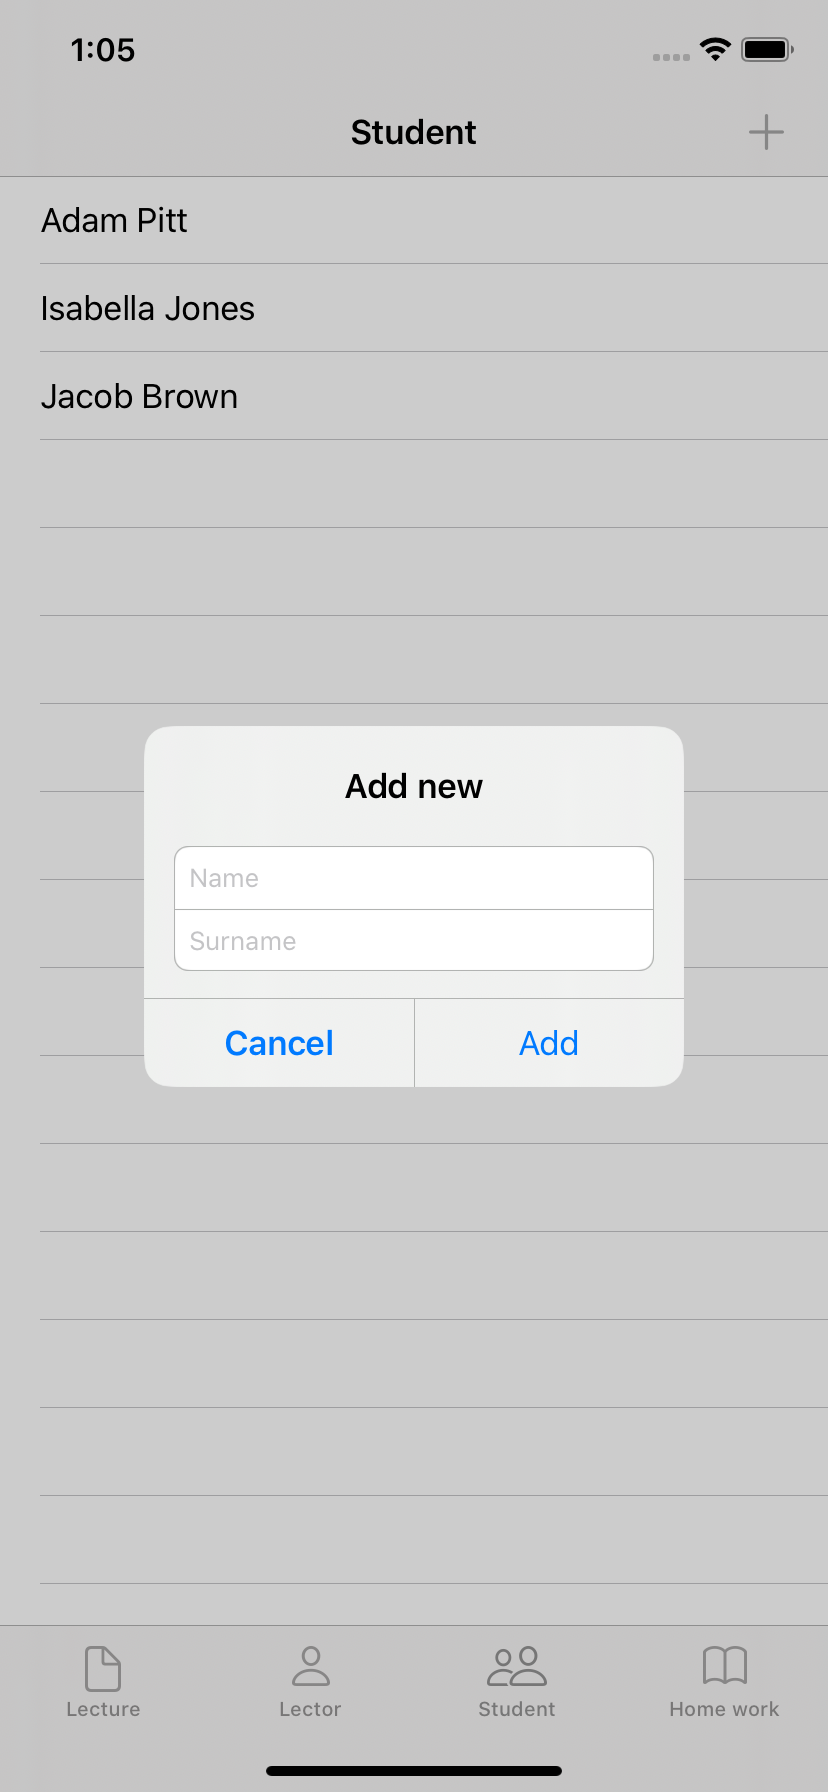 1:05
Student
Adam Pitt
Isabella Jones
Jacob Brown
Add new
Name
Surname
Cancel Add
Lecture Lector Student Home work